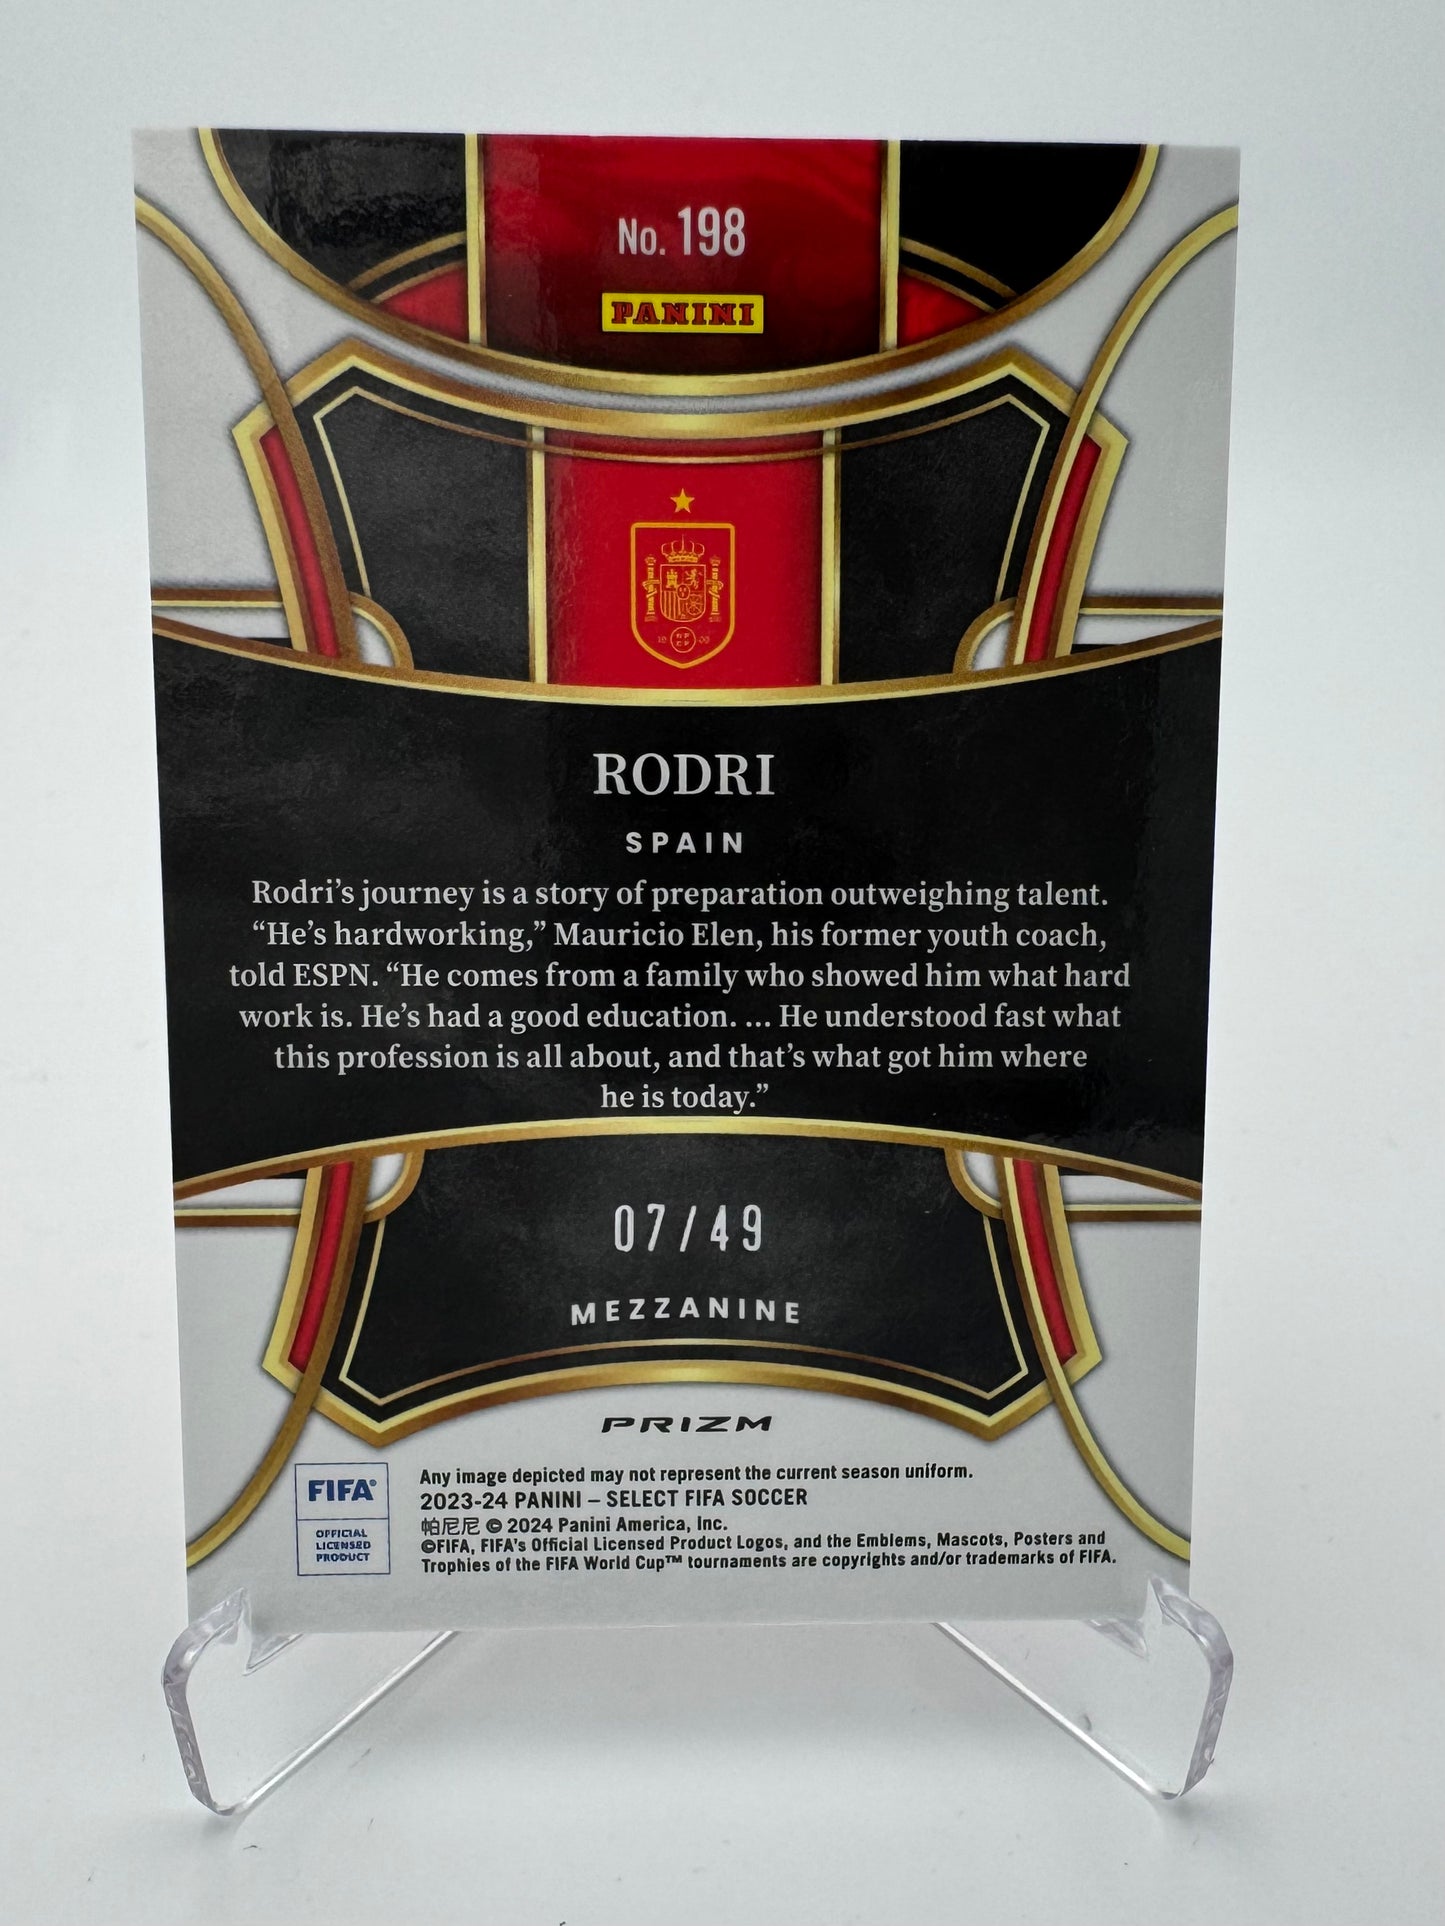 No. 198
PANINI
RODRI
SPAIN
Rodri’s journey is a story of preparation outweighing talent.
“He’s hardworking,” Mauricio Elen, his former youth coach,
told ESPN. “He comes from a family who showed him what hard
work is. He’s had a good education. ... He understood fast what
this profession is all about, and that’s what got him where
he is today.”
07/49
MEZZANINE
PRIZM
FIFA®
OFFICIAL
LICENSED
PRODUCT
Any image depicted may not represent the current season uniform.
2023-24 PANINI – SELECT FIFA SOCCER
帕尼尼 © 2024 Panini America, Inc.
©FIFA, FIFA's Official Licensed Product Logos, and the Emblems, Mascots, Posters and
Trophies of the FIFA World Cup™ tournaments are copyrights and/or trademarks of FIFA.